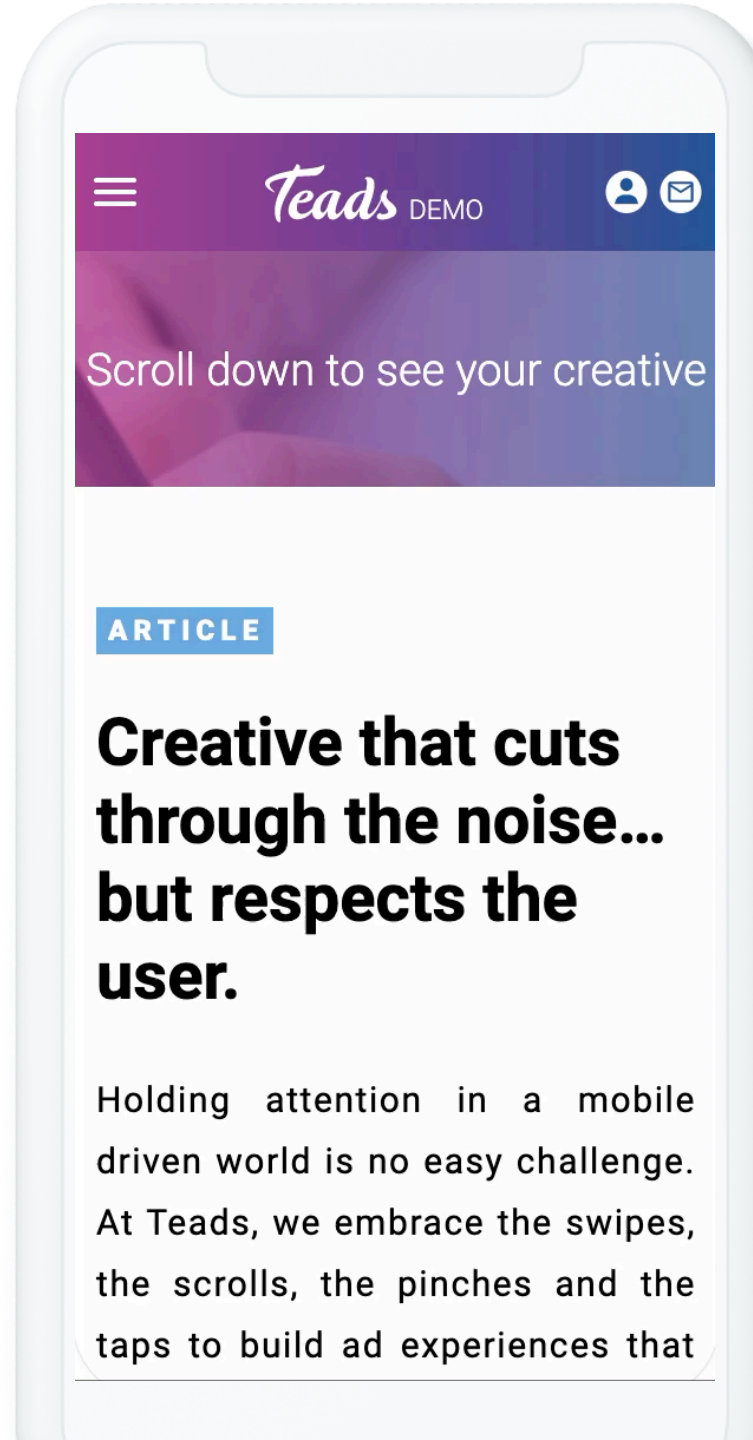 Teads DEMO
Scroll down to see your creative
ARTICLE
Creative that cuts
through the noise...
but respects the
user.
Holding attention in a mobile
driven world is no easy challenge.
At Teads, we embrace the swipes,
the scrolls, the pinches and the
taps to build ad experiences that